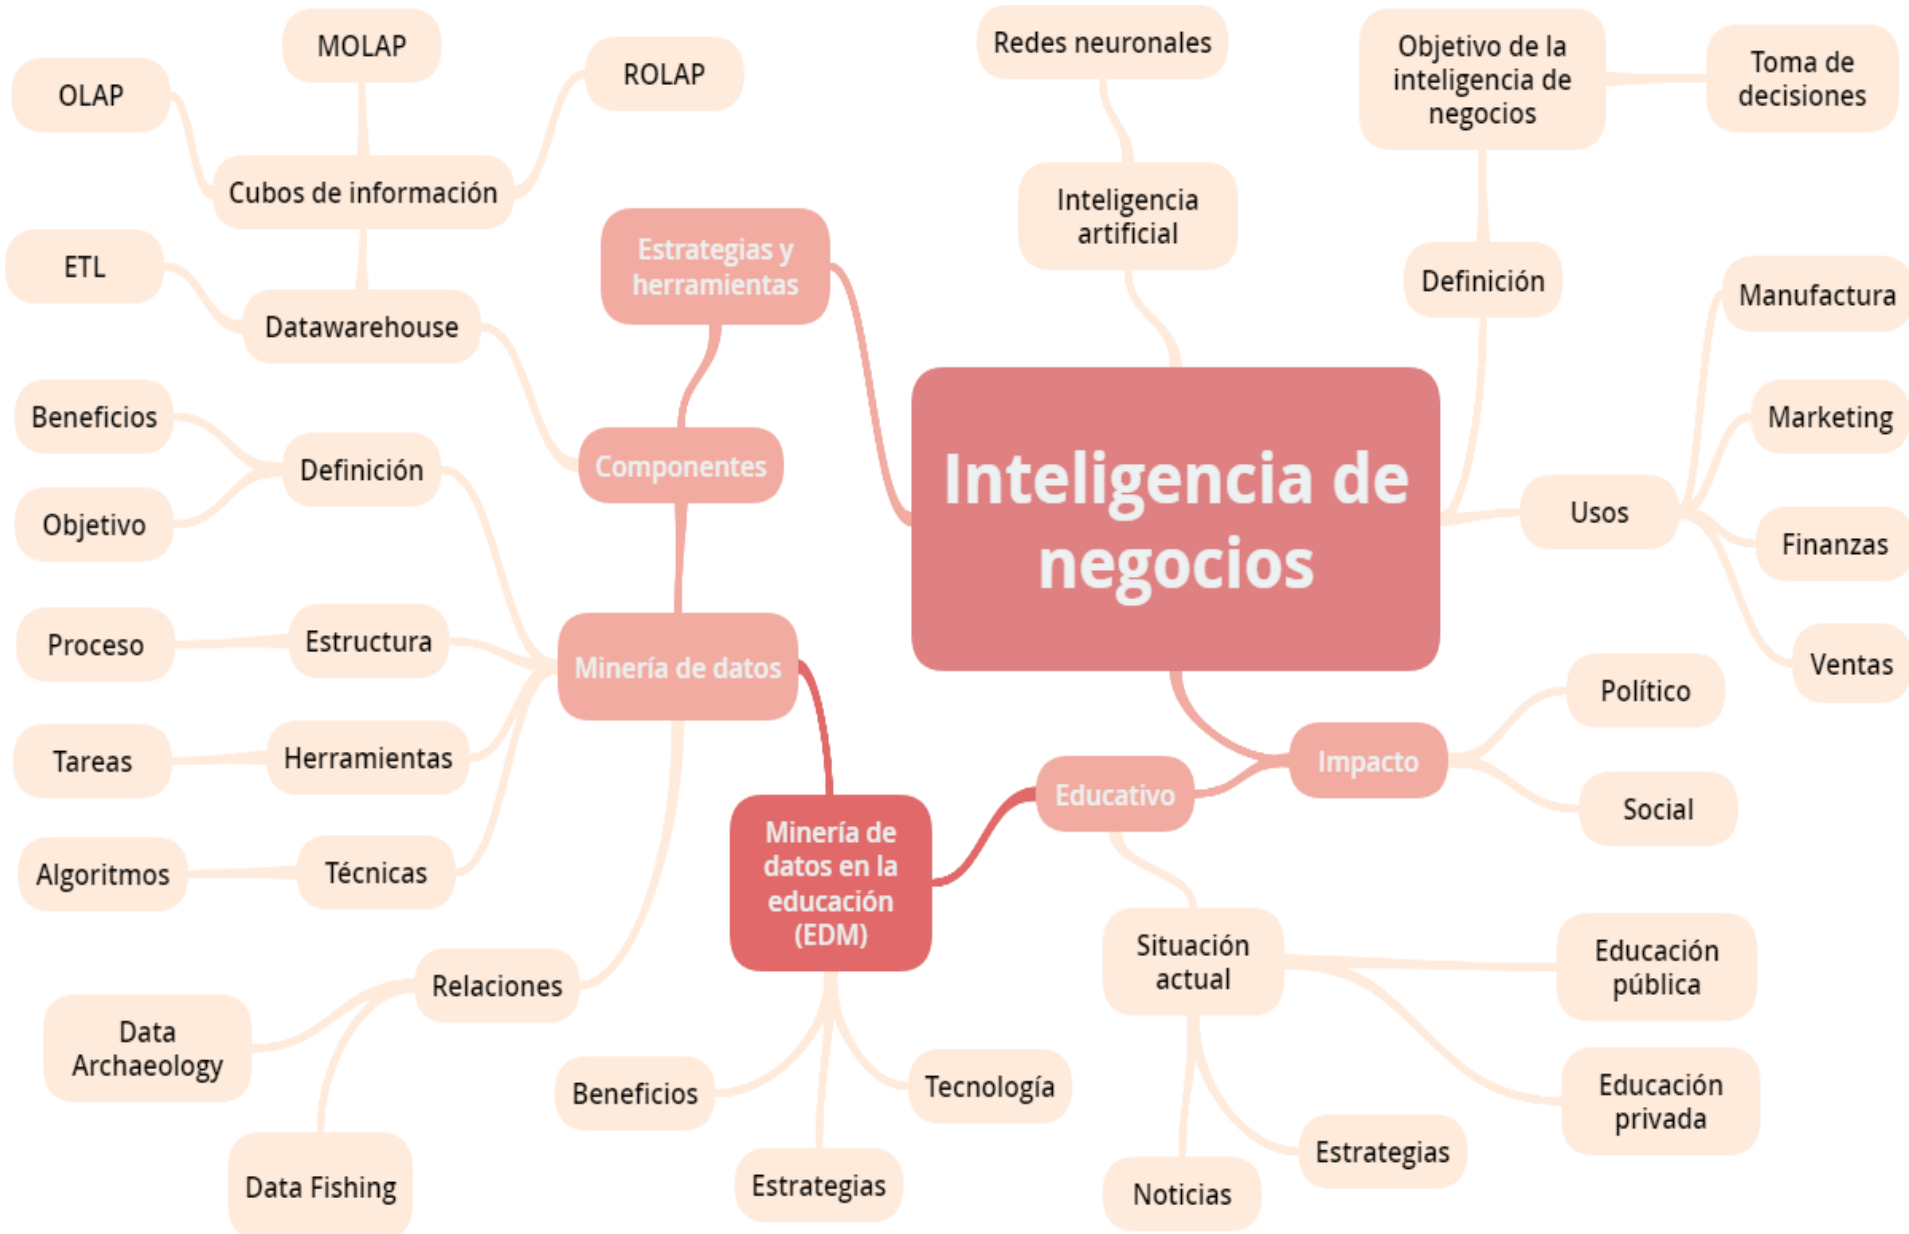 MOLAP
OLAP
ROLAP
Cubos de información
ETL
Datawarehouse
Estrategias y
herramientas
Componentes
Beneficios
Definición
Objetivo
Proceso
Estructura
Minería de datos
Tareas
Herramientas
Algoritmos
Técnicas
Relaciones
Data
Archaeology
Data Fishing
Redes neuronales
Inteligencia
artificial
Objetivo de la
inteligencia de
negocios
Toma de
decisiones
Definición
Inteligencia de
negocios
Usos
Manufactura
Marketing
Finanzas
Ventas
Impacto
Político
Social
Educativo
Minería de
datos en la
educación
(EDM)
Beneficios
Estrategias
Tecnología
Situación
actual
Educación
pública
Educación
privada
Estrategias
Noticias